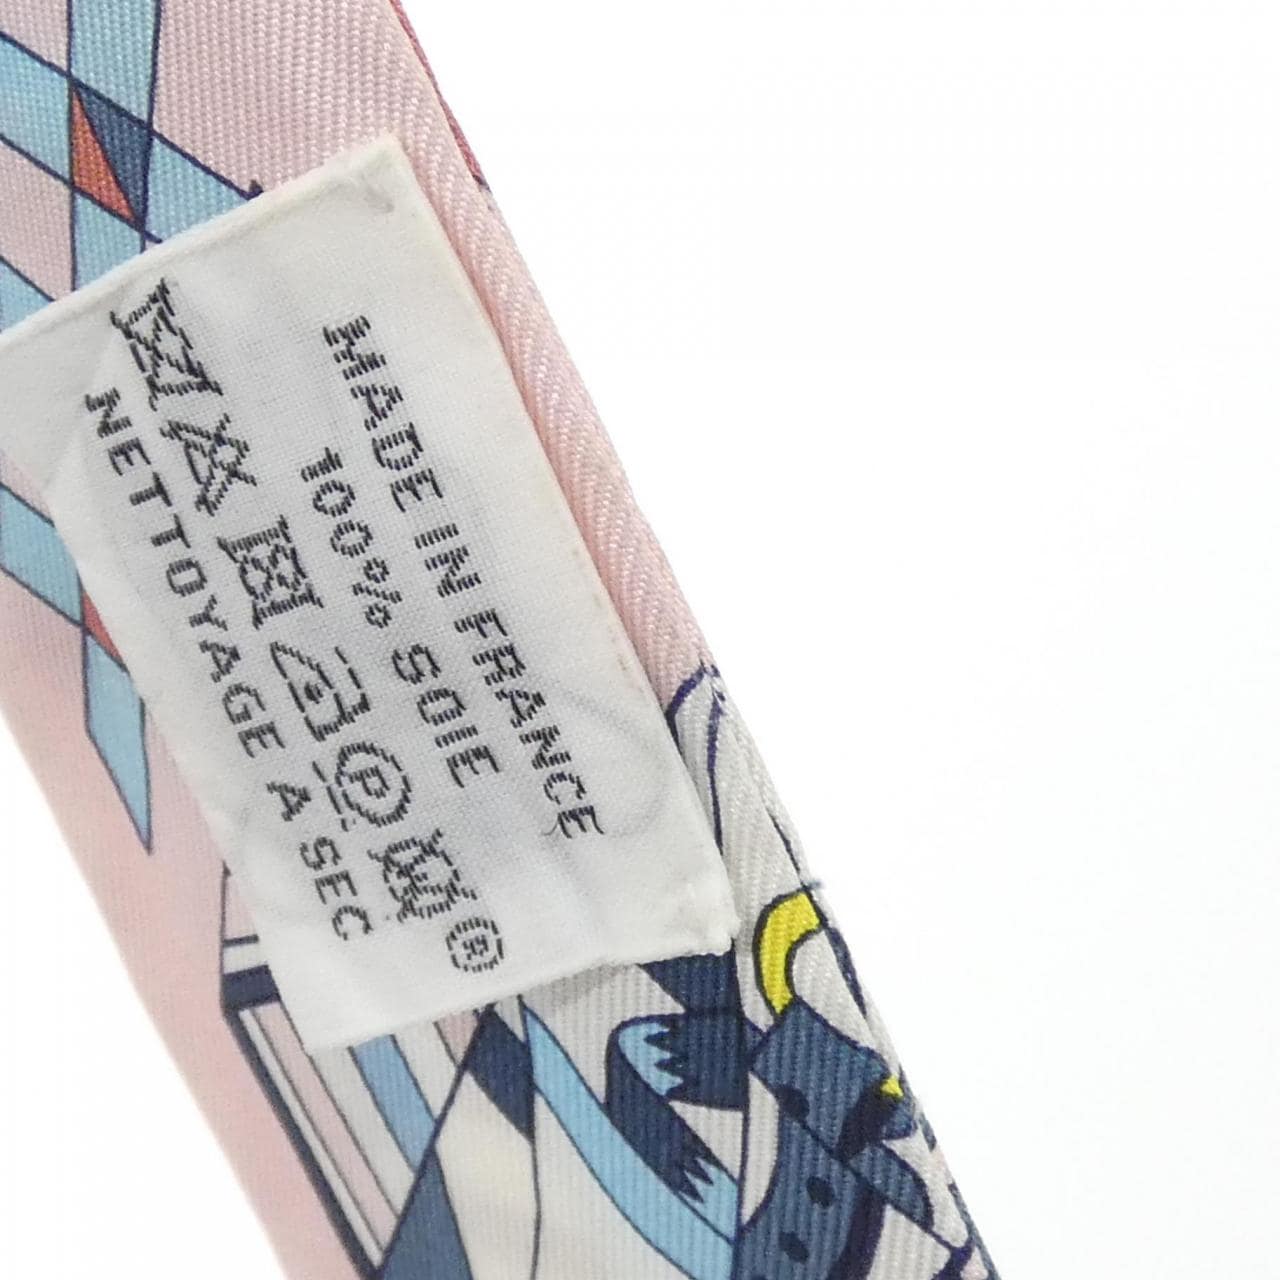 MADE IN FRANCE
100% SOIE
P ®
NETTOYAGE A SEC